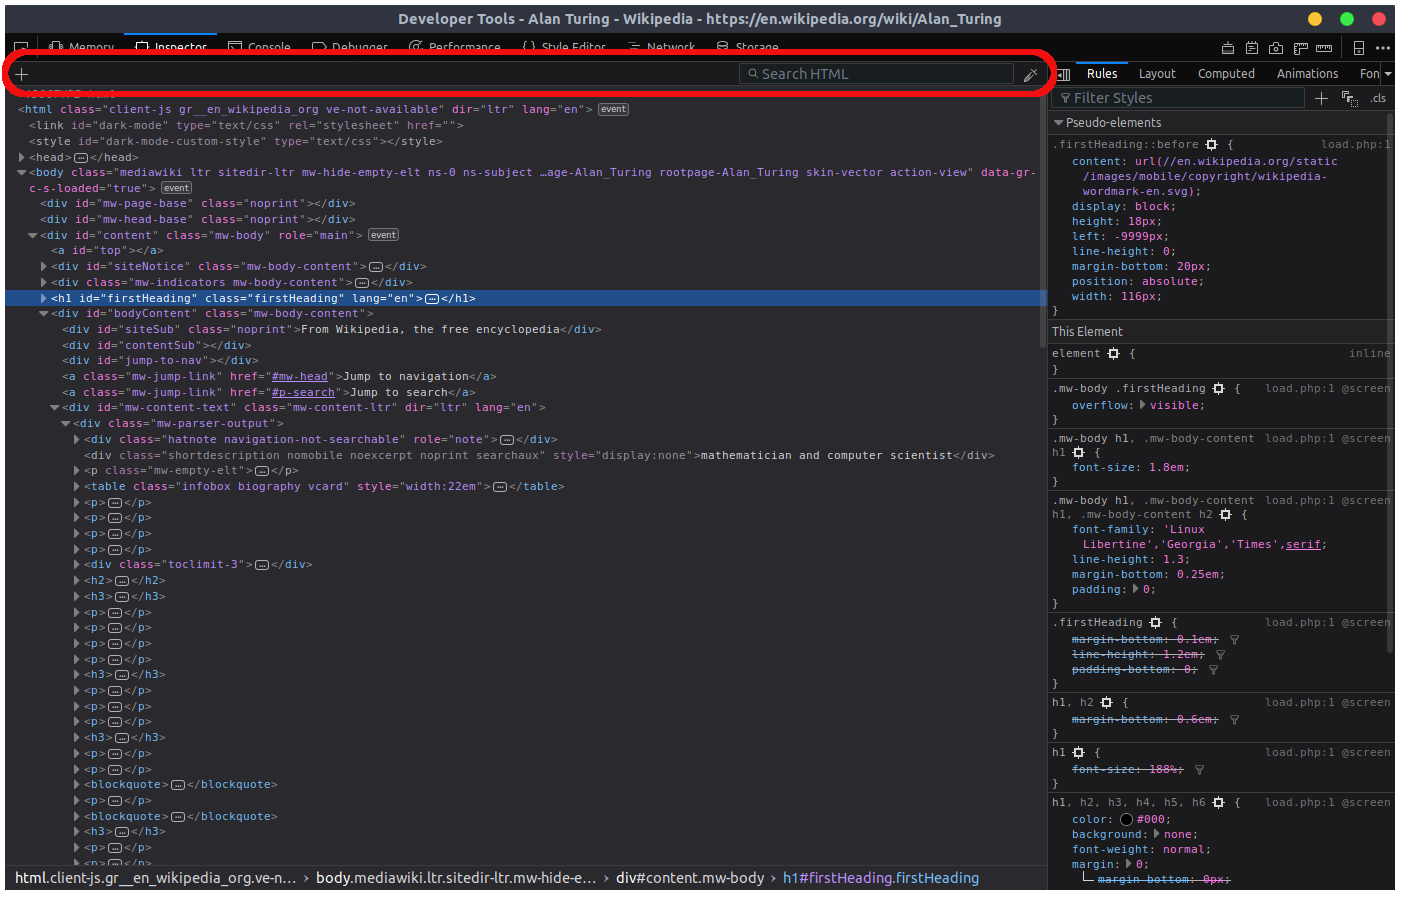 Developer Tools - Alan Turing - Wikipedia - https://en.wikipedia.org/wiki/Alan_Turing
Memory Inspector Console Debugger Performance {} Style Editor Network Storage
+ Search HTML
<html class="client-js gr__en_wikipedia_org ve-not-available" dir="ltr" lang="en"> event
<link id="dark-mode" type="text/css" rel="stylesheet" href="">
<style id="dark-mode-custom-style" type="text/css"></style>
<head>…</head>
<body class="mediawiki ltr sitedir-ltr mw-hide-empty-elt ns-0 ns-subject …age-Alan_Turing rootpage-Alan_Turing skin-vector action-view" data-gr-
c-s-loaded="true"> event
<div id="mw-page-base" class="noprint"></div>
<div id="mw-head-base" class="noprint"></div>
<div id="content" class="mw-body" role="main"> event
<a id="top"></a>
<div id="siteNotice" class="mw-body-content">…</div>
<div class="mw-indicators mw-body-content">…</div>
<h1 id="firstHeading" class="firstHeading" lang="en">…</h1>
<div id="bodyContent" class="mw-body-content">
<div id="siteSub" class="noprint">From Wikipedia, the free encyclopedia</div>
<div id="contentSub"></div>
<div id="jump-to-nav"></div>
<a class="mw-jump-link" href="#mw-head">Jump to navigation</a>
<a class="mw-jump-link" href="#p-search">Jump to search</a>
<div id="mw-content-text" class="mw-content-ltr" dir="ltr" lang="en">
<div class="mw-parser-output">
<div class="hatnote navigation-not-searchable" role="note">…</div>
<div class="shortdescription nomobile noexcerpt noprint searchaux" style="display:none">mathematician and computer scientist</div>
<p class="mw-empty-elt">…</p>
<table class="infobox biography vcard" style="width:22em">…</table>
<p>…</p>
<p>…</p>
<p>…</p>
<p>…</p>
<div class="toclimit-3">…</div>
<h2>…</h2>
<h3>…</h3>
<p>…</p>
<p>…</p>
<p>…</p>
<p>…</p>
<h3>…</h3>
<p>…</p>
<p>…</p>
<p>…</p>
<h3>…</h3>
<p>…</p>
<p>…</p>
<blockquote>…</blockquote>
<p>…</p>
<blockquote>…</blockquote>
<h3>…</h3>
<p>…</p>
<p>…</p>
html.client-js.gr__en_wikipedia_org.ve-n… › body.mediawiki.ltr.sitedir-ltr.mw-hide-e… › div#content.mw-body › h1#firstHeading.firstHeading
Rules Layout Computed Animations Fon
Filter Styles + .cls
Pseudo-elements
.firstHeading::before { load.php:1
content: url(//en.wikipedia.org/static
/images/mobile/copyright/wikipedia-
wordmark-en.svg);
display: block;
height: 18px;
left: -9999px;
line-height: 0;
margin-bottom: 20px;
position: absolute;
width: 116px;
}
This Element
element { inline
}
.mw-body .firstHeading { load.php:1 @screen
overflow: visible;
}
.mw-body h1, .mw-body-content load.php:1 @screen
h1 {
font-size: 1.8em;
}
.mw-body h1, .mw-body-content load.php:1 @screen
h1, .mw-body-content h2 {
font-family: 'Linux
Libertine','Georgia','Times',serif;
line-height: 1.3;
margin-bottom: 0.25em;
padding: 0;
}
.firstHeading { load.php:1 @screen
margin-bottom: 0.1em;
line-height: 1.2em;
padding-bottom: 0;
}
h1, h2 { load.php:1 @screen
margin-bottom: 0.6em;
}
h1 { load.php:1 @screen
font-size: 188%;
}
h1, h2, h3, h4, h5, h6 { load.php:1 @screen
color: #000;
background: none;
font-weight: normal;
margin: 0;
margin-bottom: 0px;